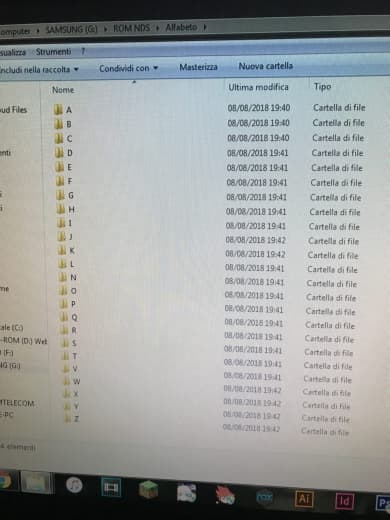 omputer ▸ SAMSUNG (G:) ▸ ROM NDS ▸ Alfabeto ▸
sualizza Strumenti ?
ncludi nella raccolta ▾ Condividi con ▾ Masterizza Nuova cartella
Nome Ultima modifica Tipo
A 08/08/2018 19:40 Cartella di file
B 08/08/2018 19:40 Cartella di file
C 08/08/2018 19:40 Cartella di file
D 08/08/2018 19:41 Cartella di file
E 08/08/2018 19:41 Cartella di file
F 08/08/2018 19:41 Cartella di file
G 08/08/2018 19:41 Cartella di file
H 08/08/2018 19:41 Cartella di file
I 08/08/2018 19:41 Cartella di file
J 08/08/2018 19:42 Cartella di file
K 08/08/2018 19:42 Cartella di file
L 08/08/2018 19:41 Cartella di file
N 08/08/2018 19:41 Cartella di file
O 08/08/2018 19:41 Cartella di file
P 08/08/2018 19:41 Cartella di file
Q 08/08/2018 19:41 Cartella di file
R 08/08/2018 19:41 Cartella di file
S 08/08/2018 19:41 Cartella di file
T 08/08/2018 19:41 Cartella di file
V 08/08/2018 19:41 Cartella di file
W 08/08/2018 19:42 Cartella di file
X 08/08/2018 19:42 Cartella di file
Y 08/08/2018 19:42 Cartella di file
Z 08/08/2018 19:42 Cartella di file
oud Files
enti
me
ale (C:)
-ROM (D:) Wet
(F:)
NG (G:)
MTELECOM
E-PC
4 elementi
Ai
Id
Ps